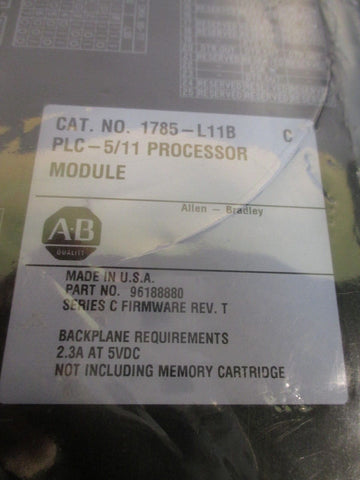 CAT. NO. 1785-L11B C
PLC-5/11 PROCESSOR
MODULE
Allen - Bradley
A-B
QUALITY
MADE IN U.S.A.
PART NO. 96188880
SERIES C FIRMWARE REV. T
BACKPLANE REQUIREMENTS
2.3A AT 5VDC
NOT INCLUDING MEMORY CARTRIDGE